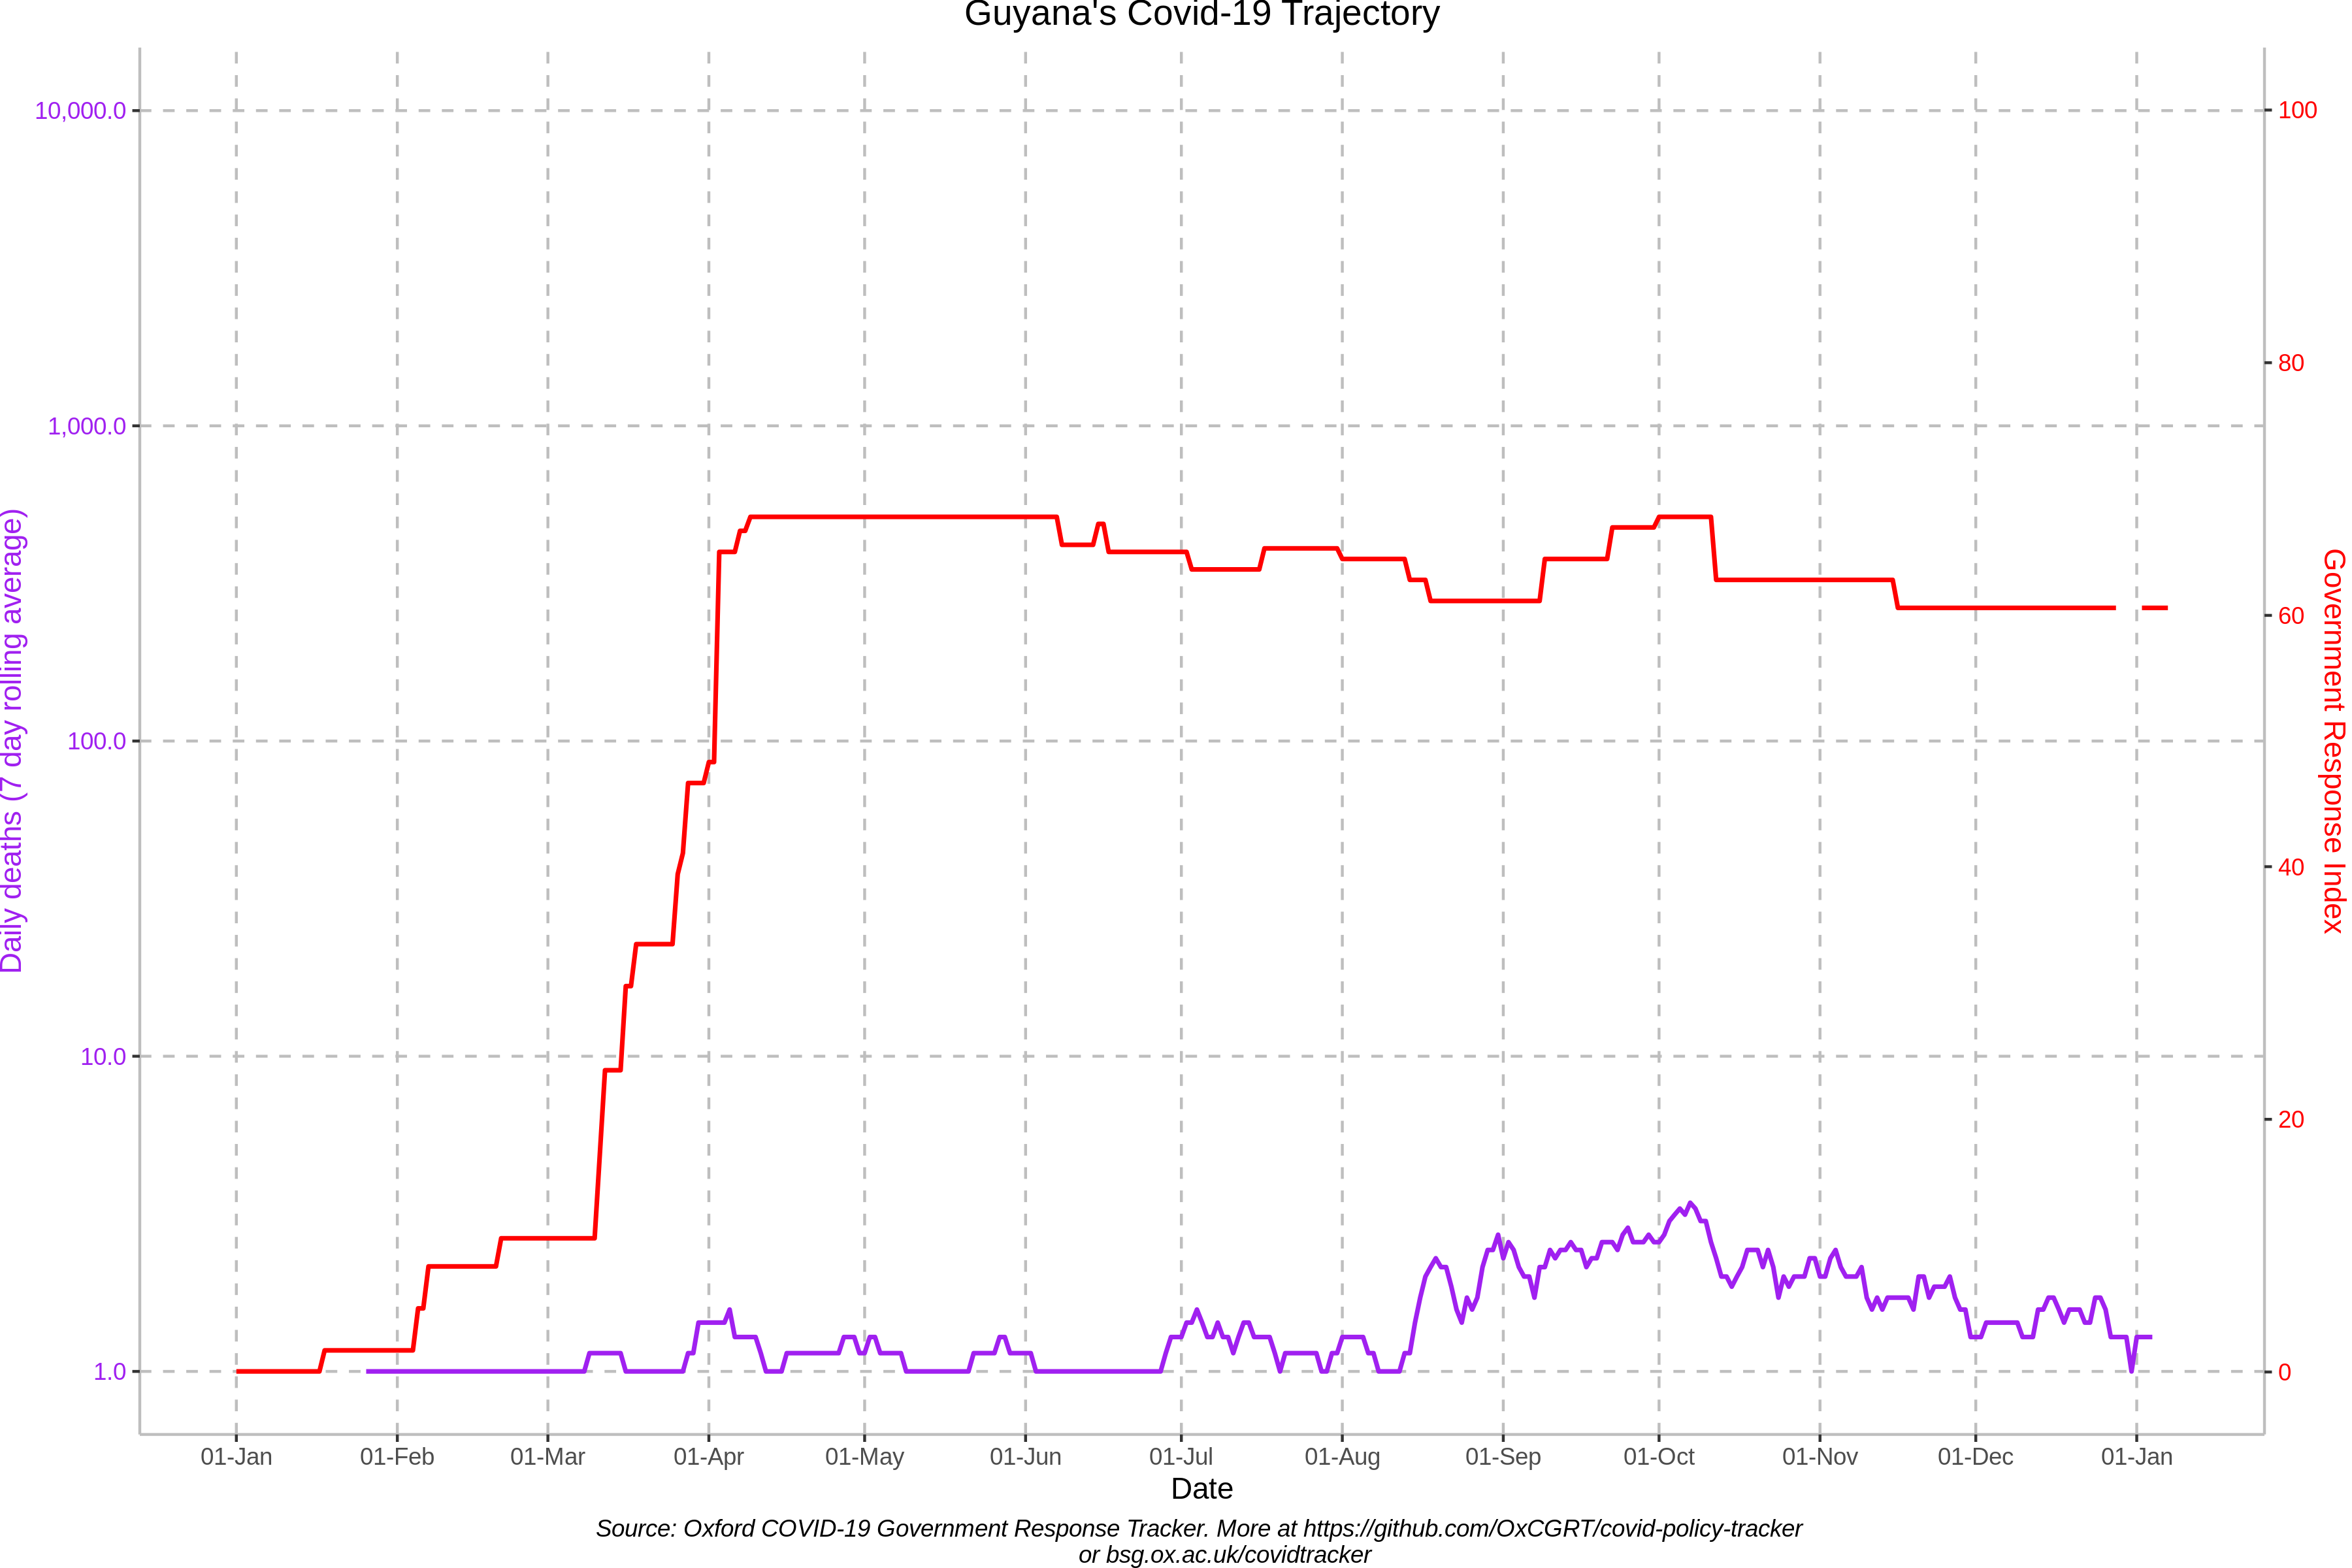 Guyana's Covid-19 Trajectory
10,000.0
1,000.0
100.0
10.0
1.0
Daily deaths (7 day rolling average)
100
80
60
40
20
0
Government Response Index
01-Jan 01-Feb 01-Mar 01-Apr 01-May 01-Jun 01-Jul 01-Aug 01-Sep 01-Oct 01-Nov 01-Dec 01-Jan
Date
Source: Oxford COVID-19 Government Response Tracker. More at https://github.com/OxCGRT/covid-policy-tracker
or bsg.ox.ac.uk/covidtracker